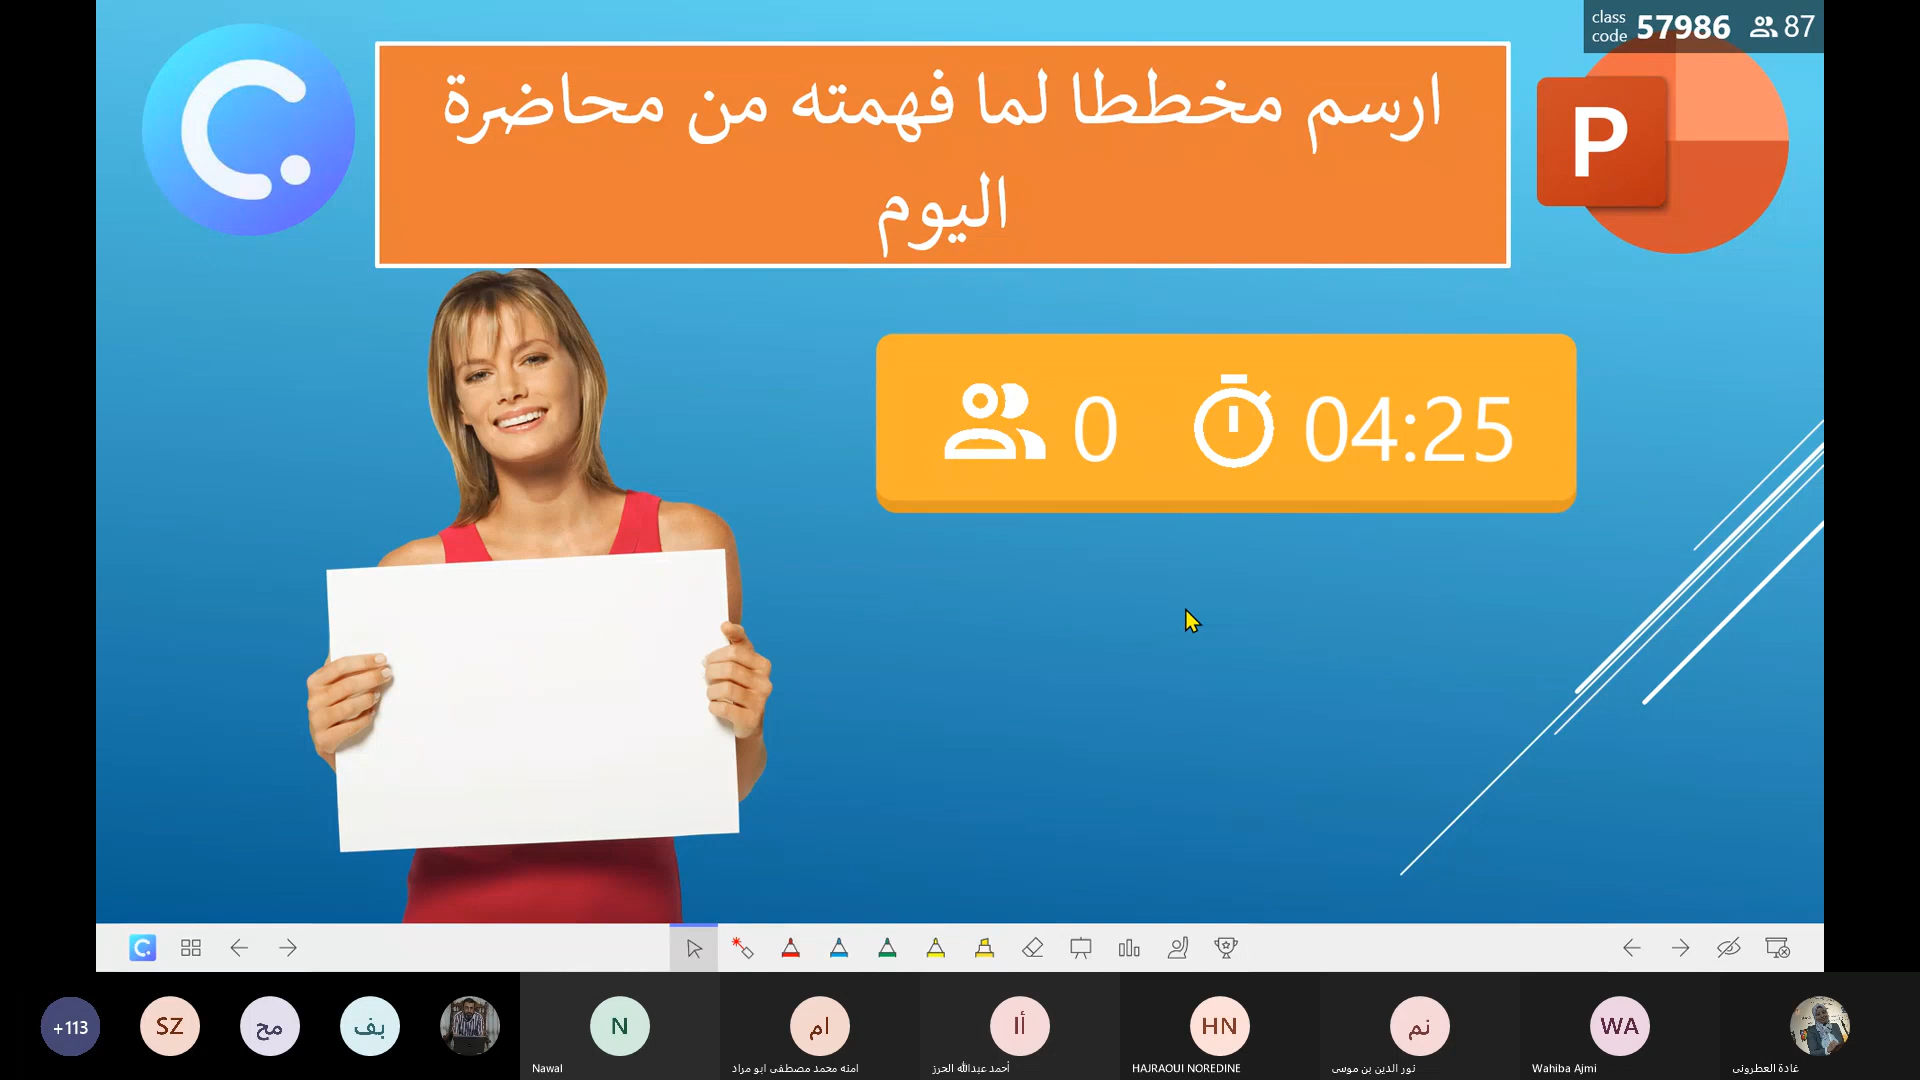 class
code 57986 87
ارسم مخططا لما فهمته من محاضرة
اليوم
P
0 04:25
+113
SZ
مح
بف
N
ام
أا
HN
نم
WA
Nawal
امنه محمد مصطفى ابو مراد
أحمد عبدالله الحرز
HAJRAOUI NOREDINE
نور الدين بن موسى
Wahiba Ajmi
غادة العطرونى